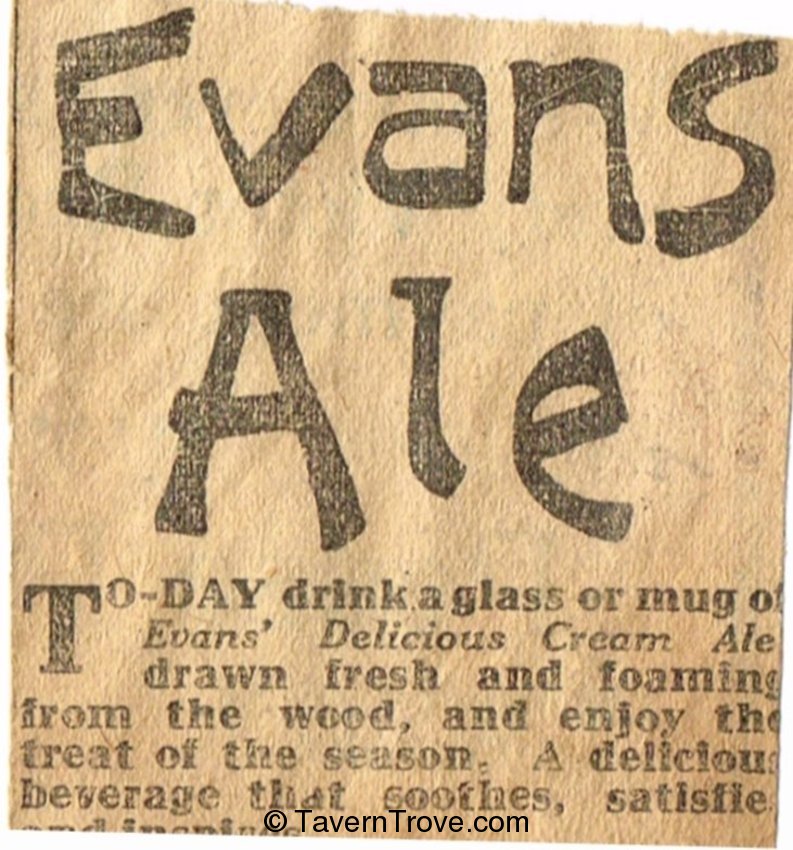 Evans
Ale
TO-DAY drink a glass or mug of
Evans' Delicious Cream Ale
drawn fresh and foaming
from the wood, and enjoy the
treat of the season. A delicious
beverage that soothes, satisfie
© TavernTrove.com